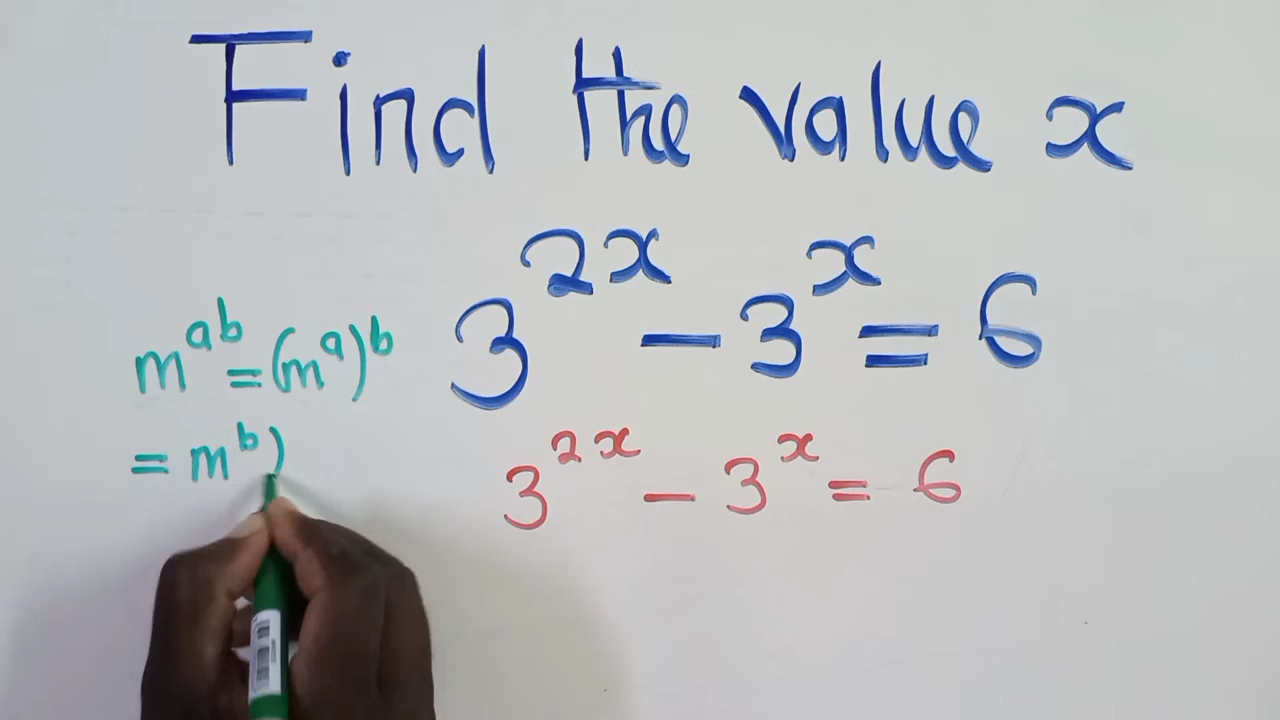 Find the value x
3^{2x} - 3^x = 6
m^{ab} = (m^a)^b
= m^b)
3^{2x} - 3^x = 6